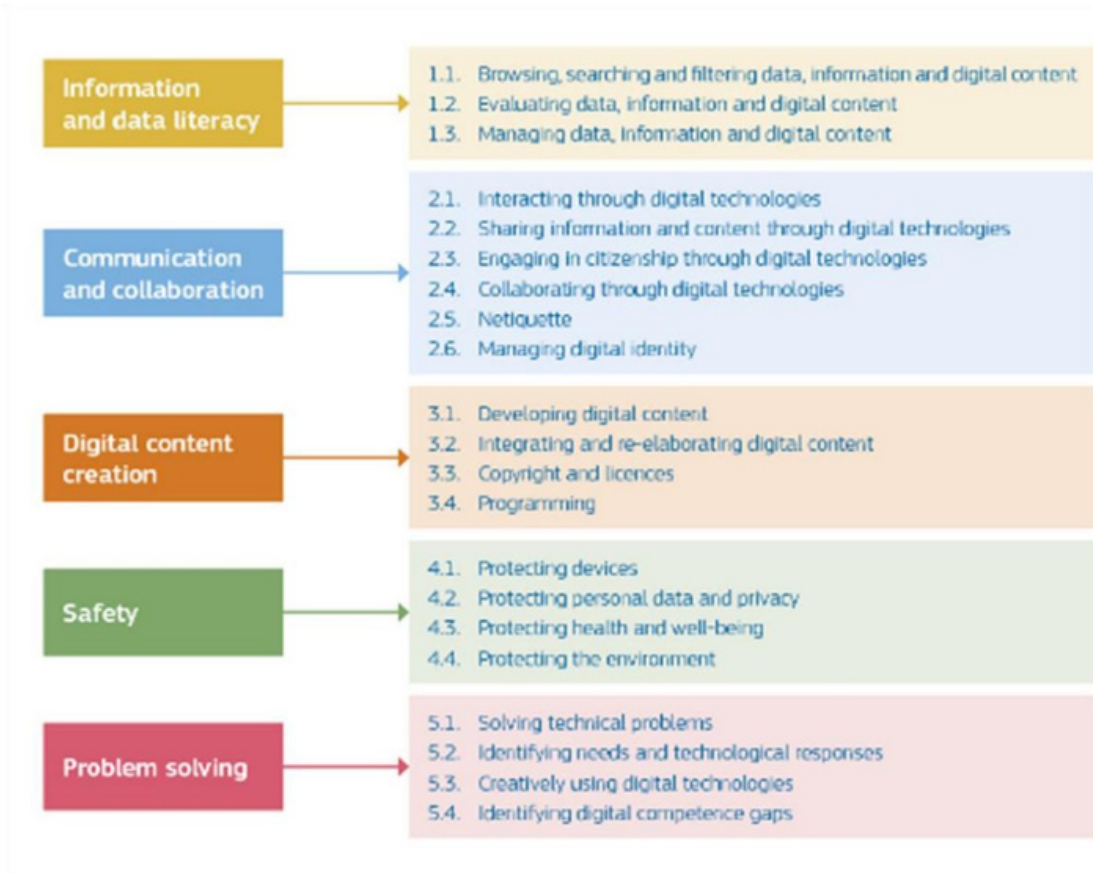 Information
and data literacy
1.1. Browsing, searching and filtering data, information and digital content
1.2. Evaluating data, information and digital content
1.3. Managing data, information and digital content
Communication
and collaboration
2.1. Interacting through digital technologies
2.2. Sharing information and content through digital technologies
2.3. Engaging in citizenship through digital technologies
2.4. Collaborating through digital technologies
2.5. Netiquette
2.6. Managing digital identity
Digital content
creation
3.1. Developing digital content
3.2. Integrating and re-elaborating digital content
3.3. Copyright and licences
3.4. Programming
Safety
4.1. Protecting devices
4.2. Protecting personal data and privacy
4.3. Protecting health and well-being
4.4. Protecting the environment
Problem solving
5.1. Solving technical problems
5.2. Identifying needs and technological responses
5.3. Creatively using digital technologies
5.4. Identifying digital competence gaps